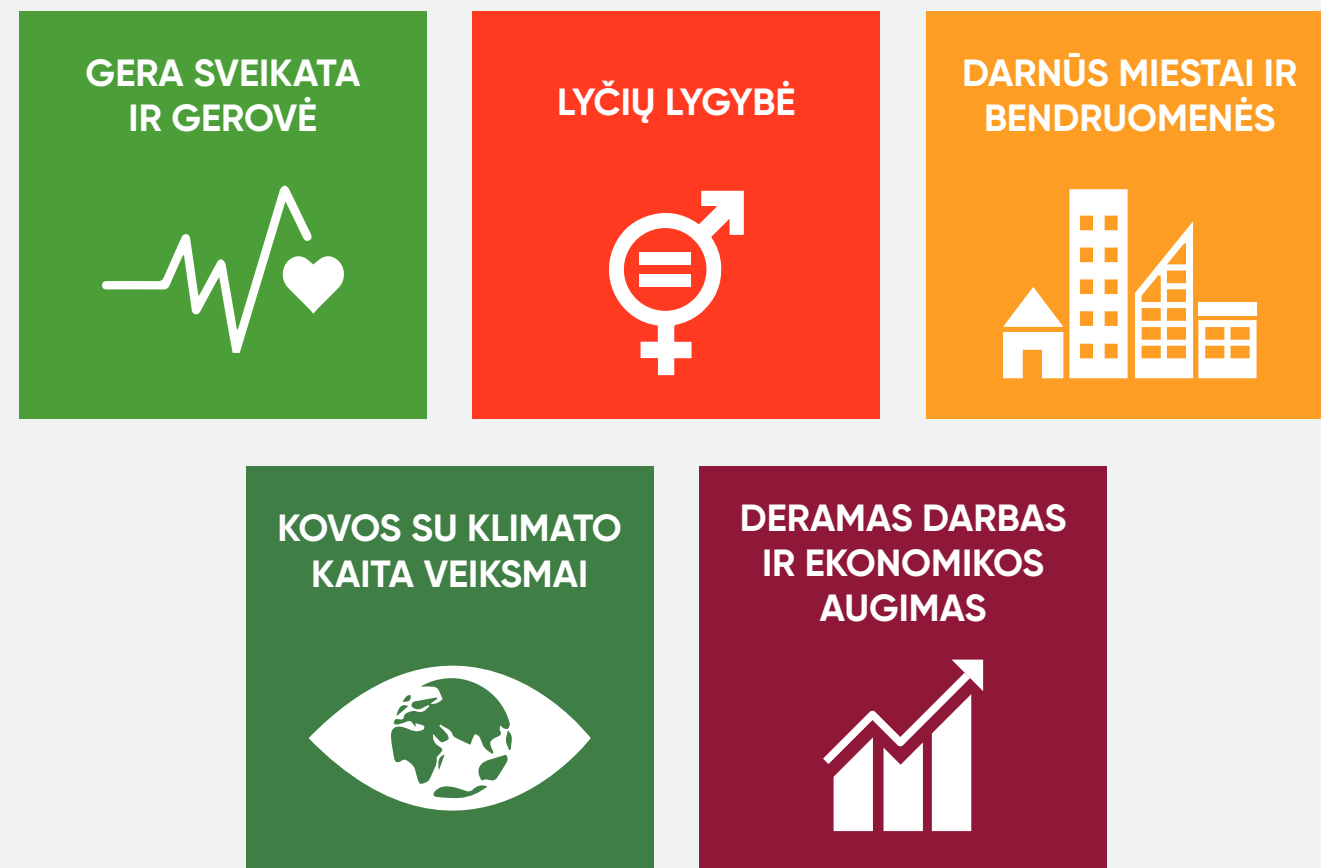 GERA SVEIKATA
IR GEROVĖ
LYČIŲ LYGYBĖ
DARNŪS MIESTAI IR
BENDRUOMENĖS
KOVOS SU KLIMATO
KAITA VEIKSMAI
DERAMAS DARBAS
IR EKONOMIKOS
AUGIMAS